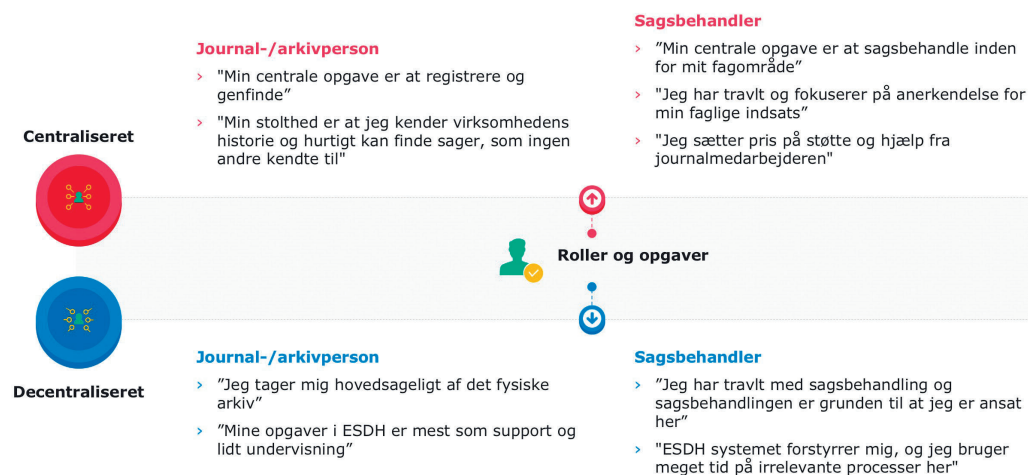 Centraliseret
Journal-/arkivperson
› "Min centrale opgave er at registrere og
genfinde”
› "Min stolthed er at jeg kender virksomhedens
historie og hurtigt kan finde sager, som ingen
andre kendte til"
Sagsbehandler
› ”Min centrale opgave er at sagsbehandle inden
for mit fagområde”
› "Jeg har travlt og fokuserer på anerkendelse for
min faglige indsats”
› "Jeg sætter pris på støtte og hjælp fra
journalmedarbejderen"
Roller og opgaver
Decentraliseret
Journal-/arkivperson
› ”Jeg tager mig hovedsageligt af det fysiske
arkiv”
› ”Mine opgaver i ESDH er mest som support og
lidt undervisning”
Sagsbehandler
› ”Jeg har travlt med sagsbehandling og
sagsbehandlingen er grunden til at jeg er ansat
her”
› "ESDH systemet forstyrrer mig, og jeg bruger
meget tid på irrelevante processer her"